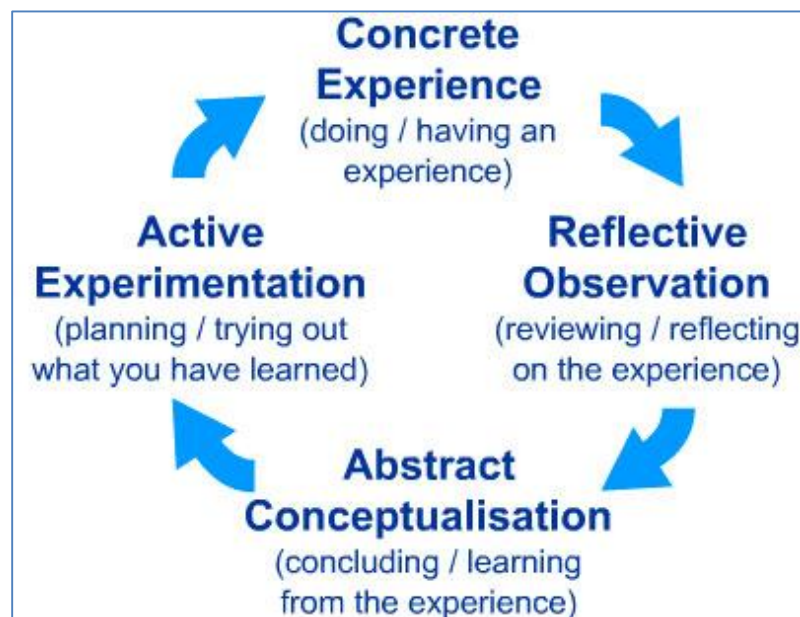 Concrete
Experience
(doing / having an
experience)
Reflective
Observation
(reviewing / reflecting
on the experience)
Abstract
Conceptualisation
(concluding / learning
from the experience)
Active
Experimentation
(planning / trying out
what you have learned)